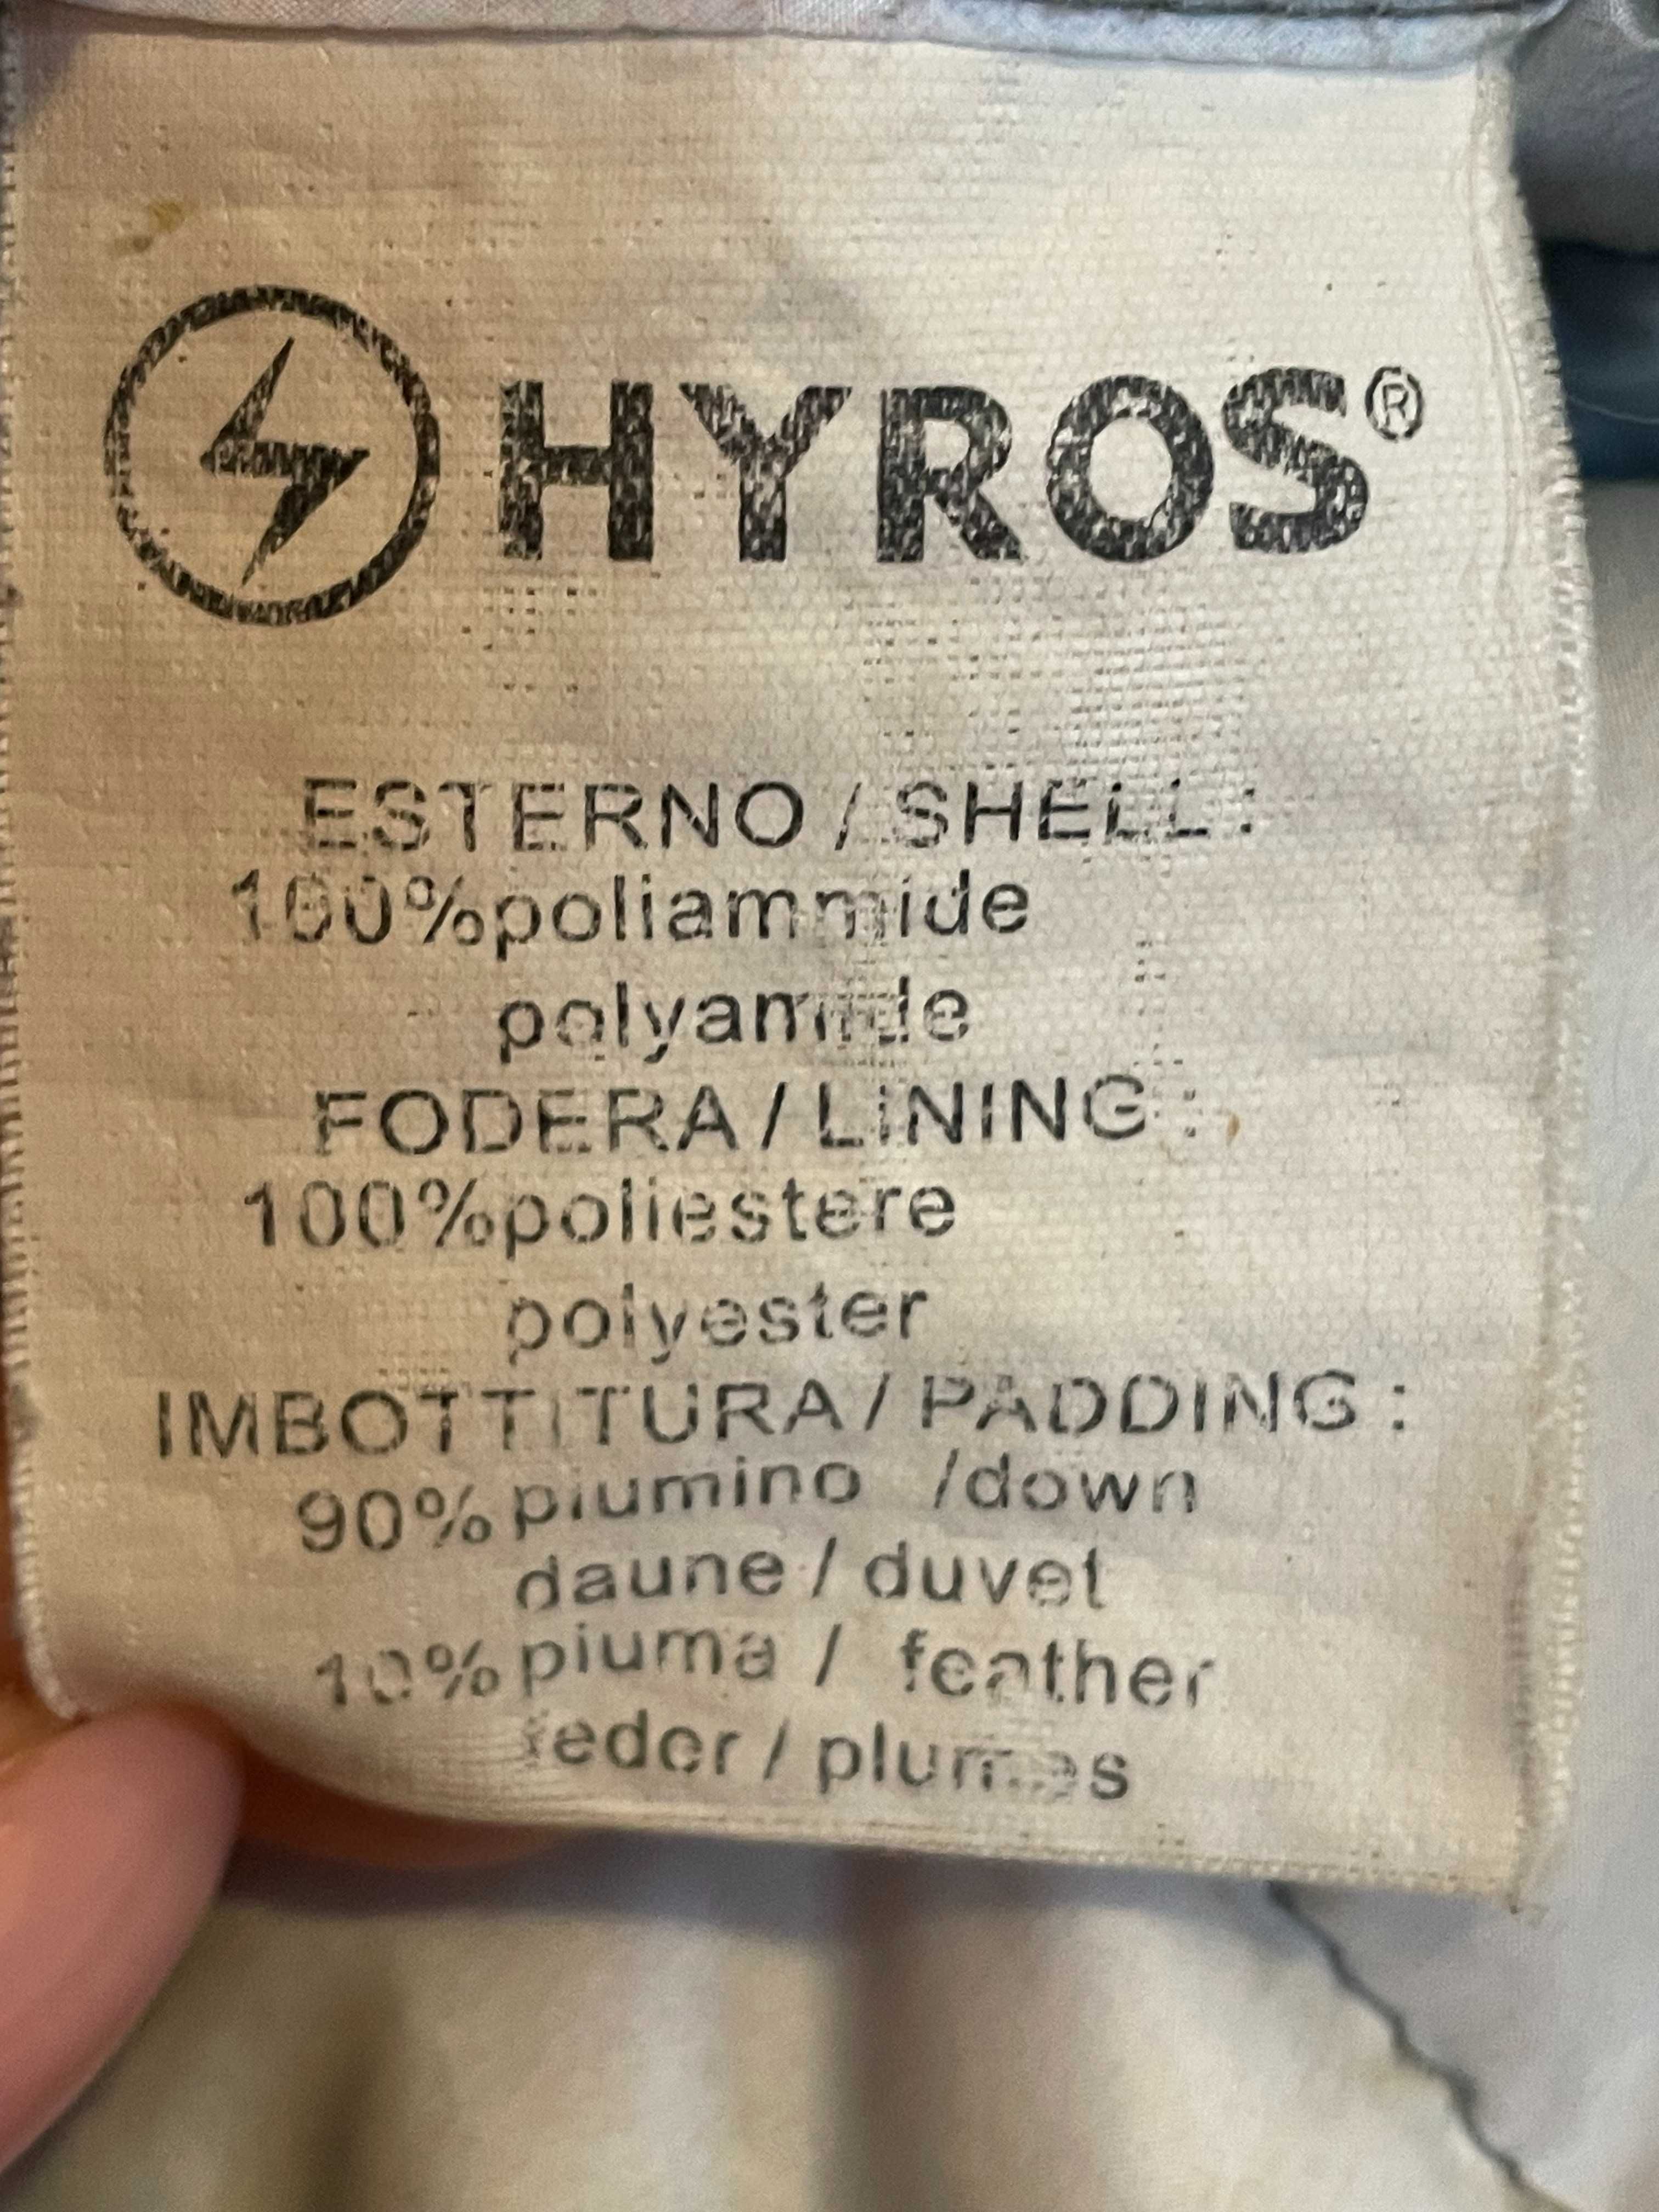 HYROS®
ESTERNO / SHELL :
100% poliammide
polyamide
FODERA / LINING :
100% poliestere
polyester
IMBOTTITURA / PADDING :
90% piumino /down
daune / duvet
10% piuma / feather
feder / plumes